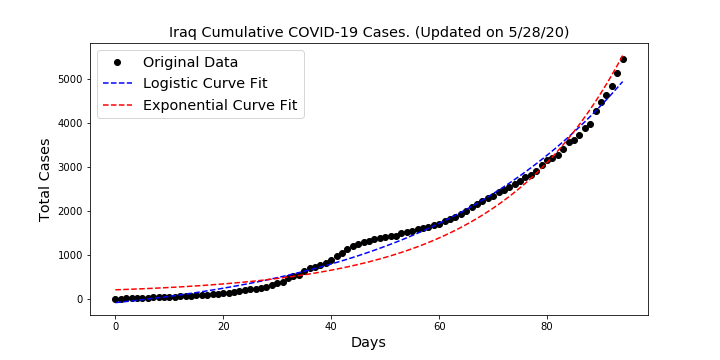 Iraq Cumulative COVID-19 Cases. (Updated on 5/28/20)
Original Data
Logistic Curve Fit
Exponential Curve Fit
Total Cases
5000
4000
3000
2000
1000
0
0 20 40 60 80
Days